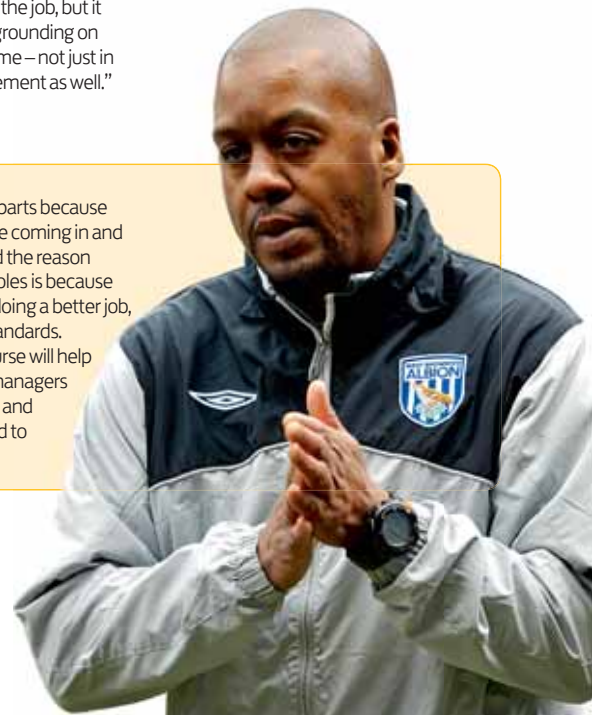 the job, but it
grounding on
me – not just in
ement as well.”
parts because
e coming in and
d the reason
oles is because
doing a better job,
andards.
urse will help
managers
and
d to
ALBION